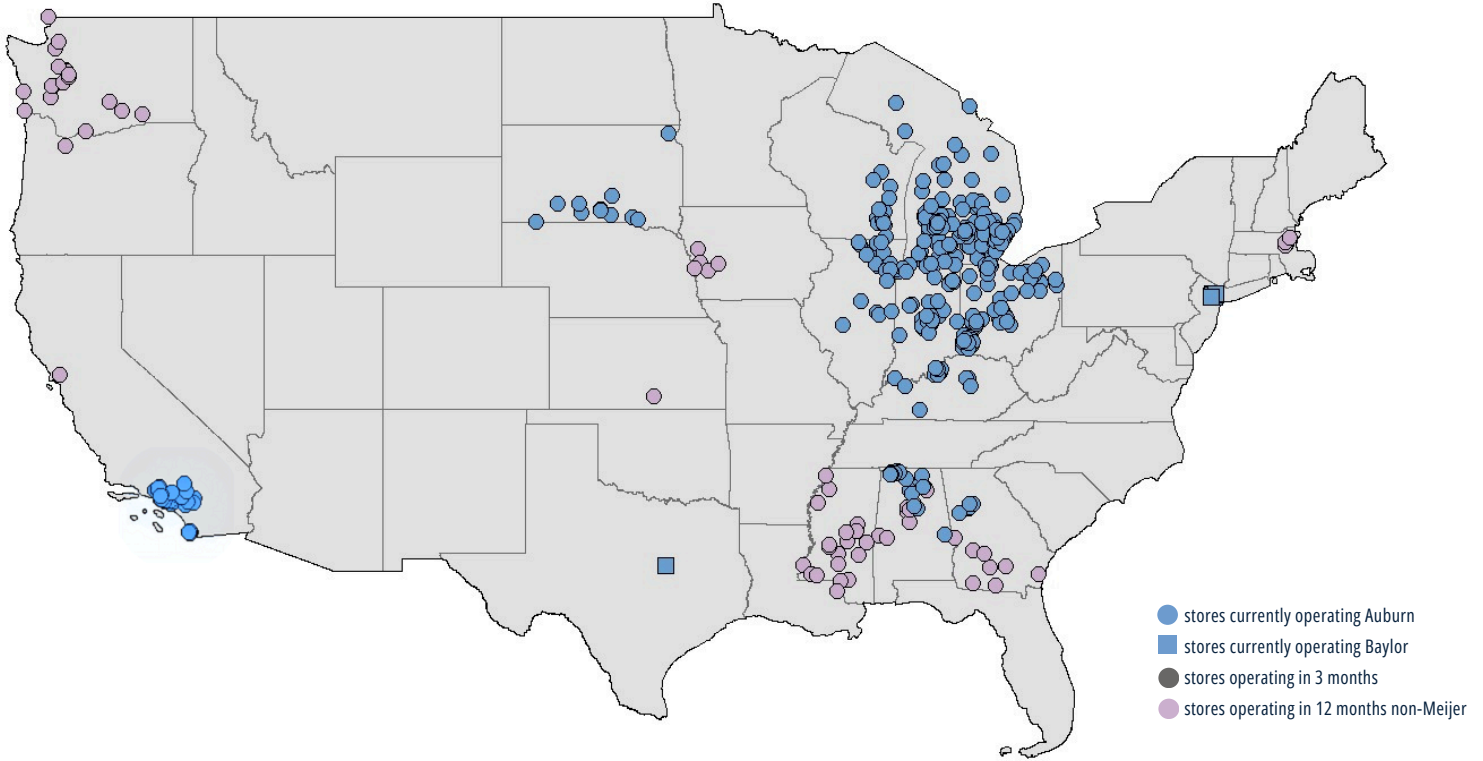 stores currently operating Auburn
stores currently operating Baylor
stores operating in 3 months
stores operating in 12 months non-Meijer